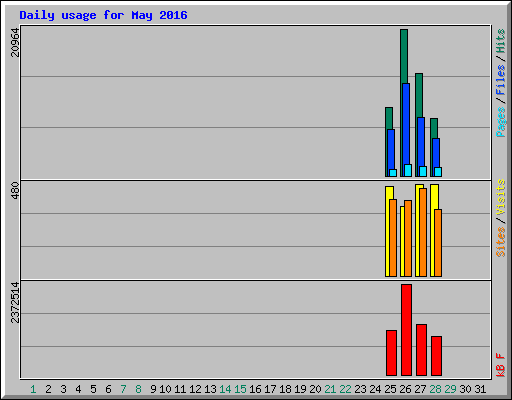 Daily usage for May 2016
20964
480
2372514
Pages / Files / Hits
Sites / Visits
kB F
1 2 3 4 5 6 7 8 9 10 11 12 13 14 15 16 17 18 19 20 21 22 23 24 25 26 27 28 29 30 31